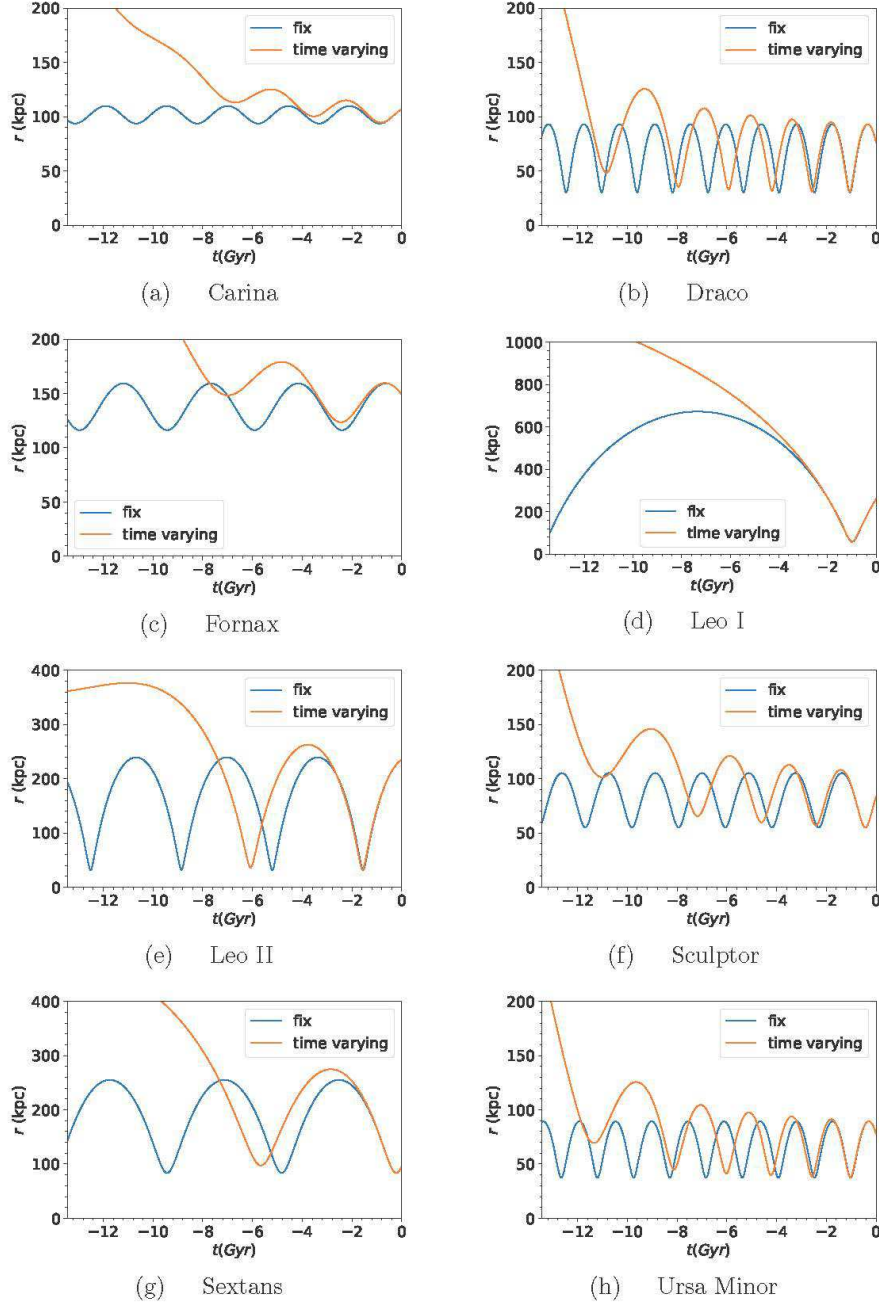 200
150
100
50
0
r (kpc)
fix
time varying
−12 −10 −8 −6 −4 −2 0
t(Gyr)
(a) Carina
200
150
100
50
0
r (kpc)
fix
time varying
−12 −10 −8 −6 −4 −2 0
t(Gyr)
(b) Draco
200
150
100
50
0
r (kpc)
fix
time varying
−12 −10 −8 −6 −4 −2 0
t(Gyr)
(c) Fornax
1000
800
600
400
200
0
r (kpc)
fix
time varying
−12 −10 −8 −6 −4 −2 0
t(Gyr)
(d) Leo I
400
300
200
100
0
r (kpc)
fix
time varying
−12 −10 −8 −6 −4 −2 0
t(Gyr)
(e) Leo II
200
150
100
50
0
r (kpc)
fix
time varying
−12 −10 −8 −6 −4 −2 0
t(Gyr)
(f) Sculptor
400
300
200
100
0
r (kpc)
fix
time varying
−12 −10 −8 −6 −4 −2 0
t(Gyr)
(g) Sextans
200
150
100
50
0
r (kpc)
fix
time varying
−12 −10 −8 −6 −4 −2 0
t(Gyr)
(h) Ursa Minor